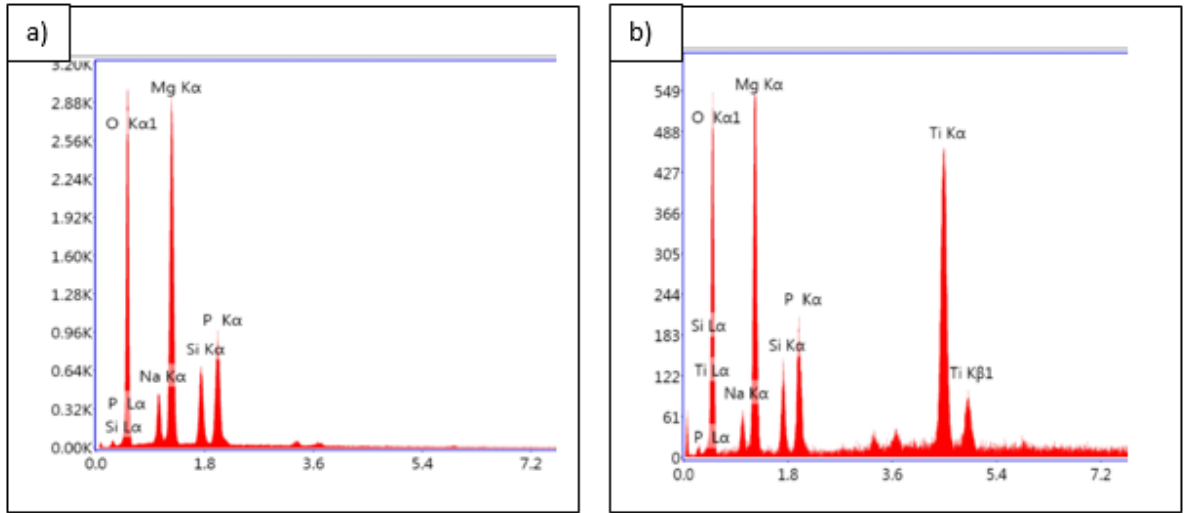 a)
3.20K
2.88K
2.56K
2.24K
1.92K
1.60K
1.28K
0.96K
0.64K
0.32K
0.00K
Mg Kα
O Kα1
P Kα
Si Kα
Na Kα
P Lα
Si Lα
0.0 1.8 3.6 5.4 7.2
b)
549
488
427
366
305
244
183
122
61
0
Mg Kα
O Kα1
Ti Kα
P Kα
Si Lα
Si Kα
Ti Lα
Ti Kβ1
Na Kα
P Lα
0.0 1.8 3.6 5.4 7.2